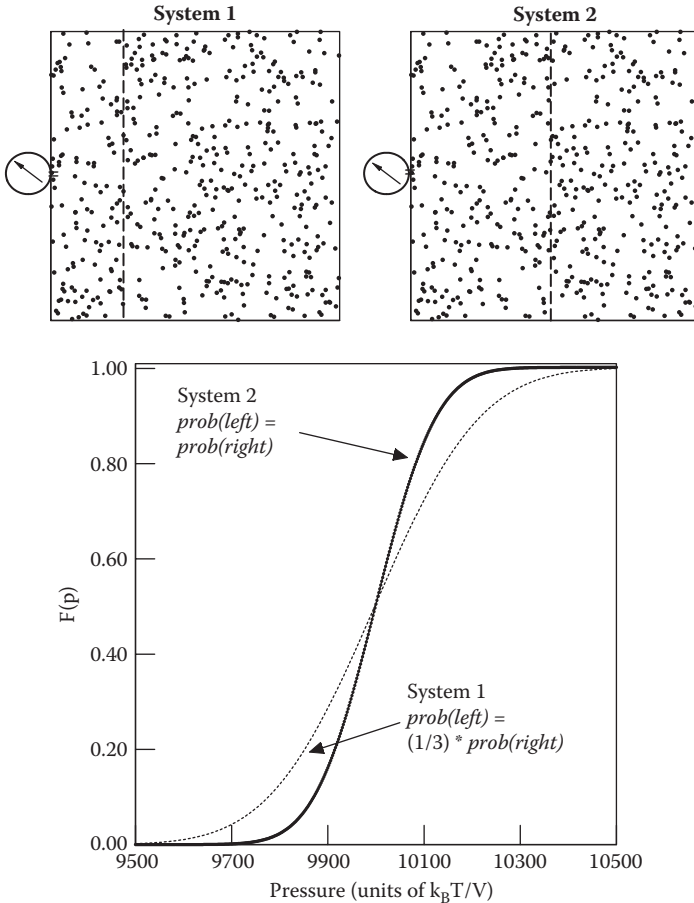 System 1
System 2
1.00
0.80
0.60
0.40
0.20
0.00
F(p)
System 2
prob(left) =
prob(right)
System 1
prob(left) =
(1/3) * prob(right)
9500
9700
9900
10100
10300
10500
Pressure (units of kBT/V)